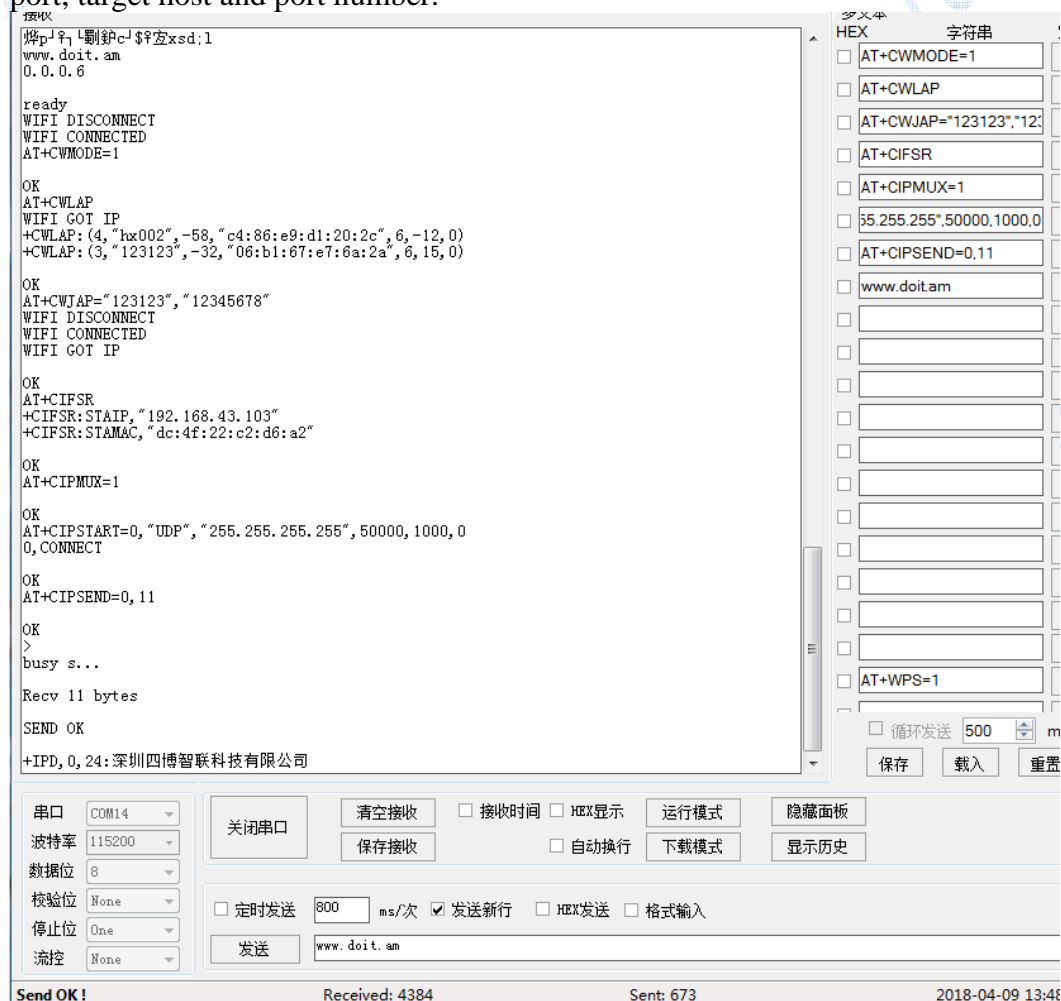 port, target host and port number.
接收
www.doit.am
0.0.0.6
ready
WIFI DISCONNECT
WIFI CONNECTED
AT+CWMODE=1
OK
AT+CWLAP
WIFI GOT IP
+CWLAP:(4,"hx002",-58,"c4:86:e9:d1:20:2c",6,-12,0)
+CWLAP:(3,"123123",-32,"06:b1:67:e7:6a:2a",6,15,0)
OK
AT+CWJAP="123123","12345678"
WIFI DISCONNECT
WIFI CONNECTED
WIFI GOT IP
OK
AT+CIFSR
+CIFSR:STAIP,"192.168.43.103"
+CIFSR:STAMAC,"dc:4f:22:c2:d6:a2"
OK
AT+CIPMUX=1
OK
AT+CIPSTART=0,"UDP","255.255.255.255",50000,1000,0
0,CONNECT
OK
AT+CIPSEND=0,11
OK
>
busy s...
Recv 11 bytes
SEND OK
+IPD,0,24:深圳四博智联科技有限公司
多文本
HEX 字符串
AT+CWMODE=1
AT+CWLAP
AT+CWJAP="123123","12
AT+CIFSR
AT+CIPMUX=1
55.255.255",50000,1000,0
AT+CIPSEND=0,11
www.doit.am
AT+WPS=1
循环发送 500 m
保存 载入 重置
串口 COM14
波特率 115200
数据位 8
校验位 None
停止位 One
流控 None
关闭串口
清空接收 接收时间 HEX显示 运行模式 隐藏面板
保存接收 自动换行 下载模式 显示历史
定时发送 800 ms/次 发送新行 HEX发送 格式输入
发送 www.doit.am
Send OK! Received: 4384 Sent: 673 2018-04-09 13:48